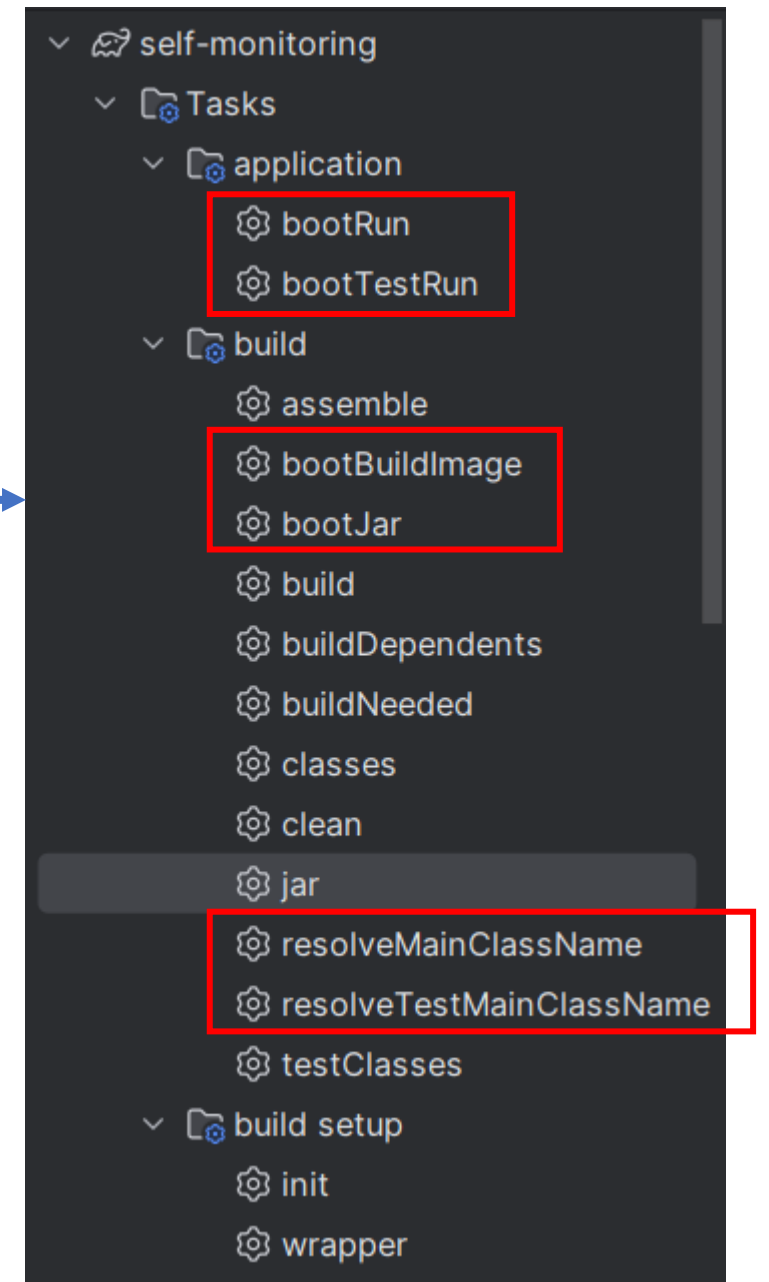 self-monitoring
Tasks
application
bootRun
bootTestRun
build
assemble
bootBuildImage
bootJar
build
buildDependents
buildNeeded
classes
clean
jar
resolveMainClassName
resolveTestMainClassName
testClasses
build setup
init
wrapper